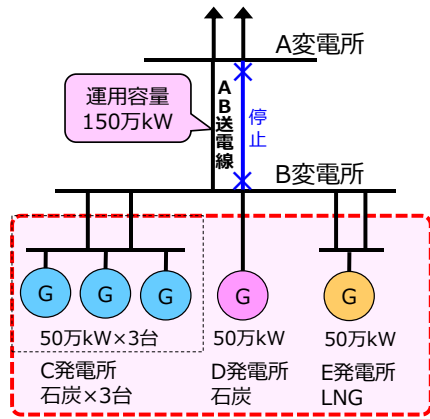 A変電所
運用容量
150万kW
AB送電線
停止
B変電所
G
G
G
G
G
50万kW×3台
50万kW
50万kW
C発電所
石炭×3台
D発電所
石炭
E発電所
LNG